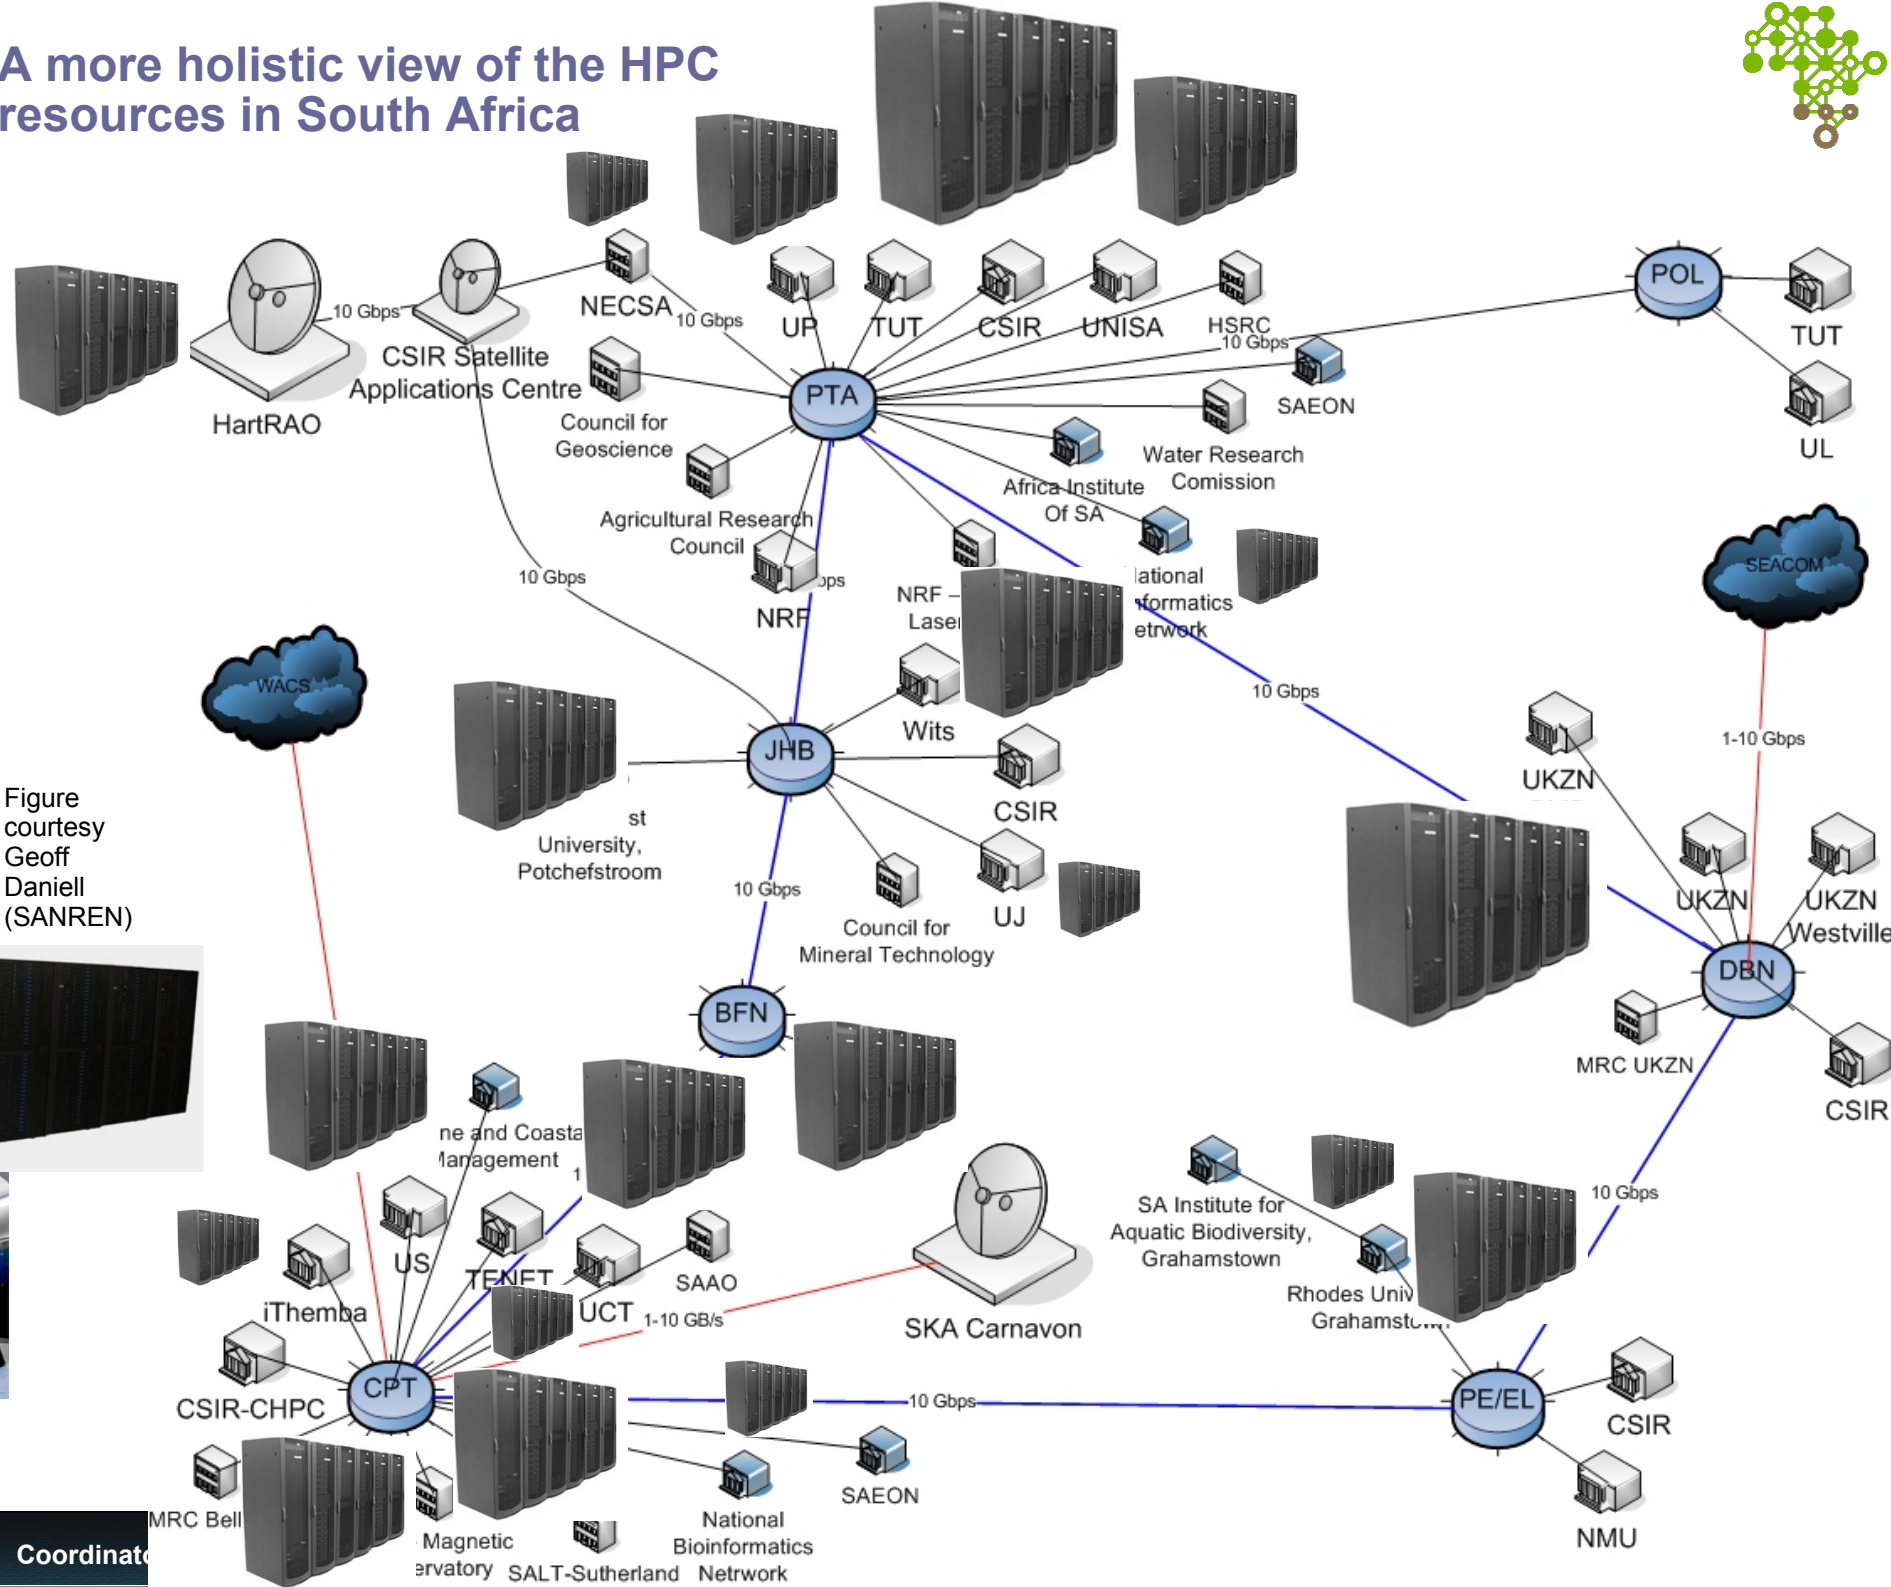 A more holistic view of the HPC
resources in South Africa
NECSA
10 Gbps
10 Gbps
UP
TUT
CSIR
UNISA
HSRC
10 Gbps
POL
TUT
UL
CSIR Satellite
Applications Centre
HartRAO
PTA
SAEON
Council for
Geoscience
Water Research
Comission
Africa Institute
Of SA
Agricultural Research
Council
10 Gbps
bps
NRF
NRF –
Laser
ational
formatics
etrwork
SEACOM
WACS
10 Gbps
1-10 Gbps
Wits
JHB
CSIR
UKZN
st
University,
Potchefstroom
Figure
courtesy
Geoff
Daniell
(SANREN)
10 Gbps
UJ
Council for
Mineral Technology
UKZN
UKZN
Westville
DBN
BFN
MRC UKZN
CSIR
ne and Coasta
Management
1
10 Gbps
SA Institute for
Aquatic Biodiversity,
Grahamstown
US
TENET
SAAO
iThemba
UCT
1-10 GB/s
SKA Carnavon
Rhodes Univ
Grahamstown
CPT
CSIR-CHPC
10 Gbps
PE/EL
CSIR
SAEON
NMU
MRC Bell
Magnetic
ervatory
SALT-Sutherland
National
Bioinformatics
Netrwork
Coordinato